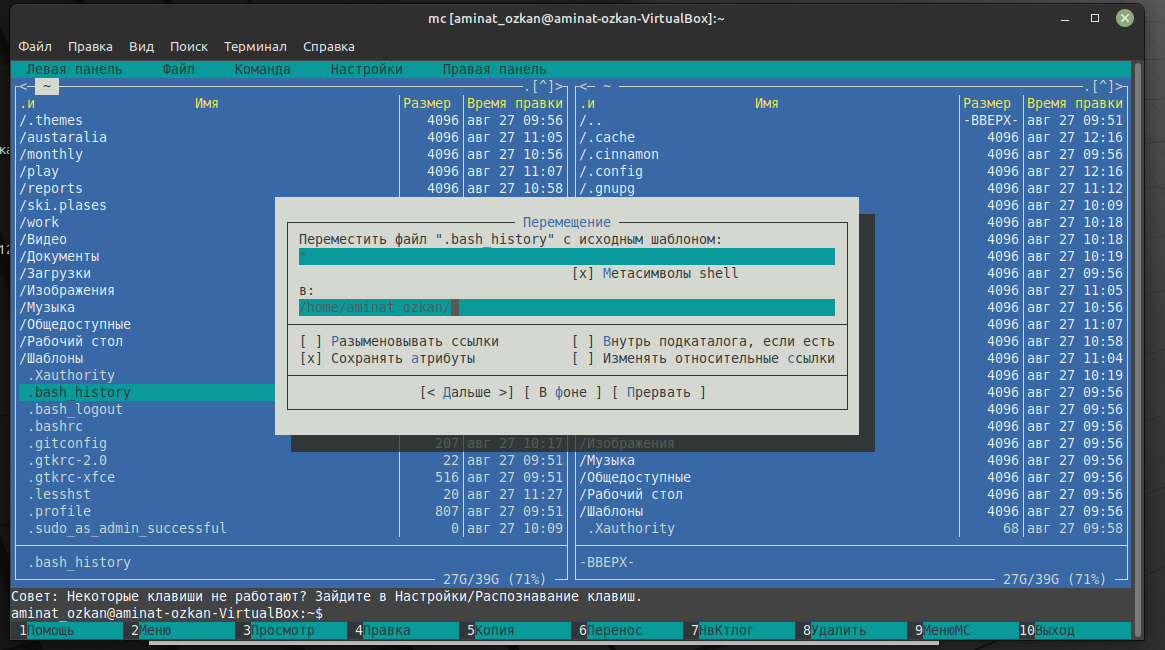 mc [aminat_ozkan@aminat-ozkan-VirtualBox]:~
Файл Правка Вид Поиск Терминал Справка
Левая панель Файл Команда Настройки Правая панель
<─ ~ .[^]> <─ ~ .[^]>
.и Имя Размер Время правки .и Имя Размер Время правки
/.themes 4096 авг 27 09:56 /.. -ВВЕРХ- авг 27 09:51
/austaralia 4096 авг 27 11:05 /.cache 4096 авг 27 12:16
/monthly 4096 авг 27 10:56 /.cinnamon 4096 авг 27 09:56
/play 4096 авг 27 11:07 /.config 4096 авг 27 12:16
/reports 4096 авг 27 10:58 /.gnupg 4096 авг 27 11:12
/ski.plases 4096 авг 27 10:09
/work 4096 авг 27 10:18
/Видео 4096 авг 27 10:18
/Документы 4096 авг 27 10:19
/Загрузки 4096 авг 27 09:56
/Изображения 4096 авг 27 11:05
/Музыка 4096 авг 27 10:56
/Общедоступные 4096 авг 27 11:07
/Рабочий стол 4096 авг 27 10:58
/Шаблоны 4096 авг 27 11:04
.Xauthority 4096 авг 27 10:19
.bash_history 4096 авг 27 09:56
.bash_logout 4096 авг 27 09:56
.bashrc 4096 авг 27 09:56
.gitconfig 207 авг 27 10:17 /Изображения 4096 авг 27 09:56
.gtkrc-2.0 22 авг 27 09:51 /Музыка 4096 авг 27 09:56
.gtkrc-xfce 516 авг 27 09:51 /Общедоступные 4096 авг 27 09:56
.lesshst 20 авг 27 11:27 /Рабочий стол 4096 авг 27 09:56
.profile 807 авг 27 09:51 /Шаблоны 4096 авг 27 09:56
.sudo_as_admin_successful 0 авг 27 10:09 .Xauthority 68 авг 27 09:58
.bash_history -ВВЕРХ-
27G/39G (71%) 27G/39G (71%)
Перемещение
Переместить файл ".bash_history" с исходным шаблоном:
*
[x] Метасимволы shell
в:
/home/aminat_ozkan/
[ ] Разыменовывать ссылки [ ] Внутрь подкаталога, если есть
[x] Сохранять атрибуты [ ] Изменять относительные ссылки
[< Дальше >] [ В фоне ] [ Прервать ]
Совет: Некоторые клавиши не работают? Зайдите в Настройки/Распознавание клавиш.
aminat_ozkan@aminat-ozkan-VirtualBox:~$
1Помощь 2Меню 3Просмотр 4Правка 5Копия 6Перенос 7НвКтлог 8Удалить 9МенюМС 10Выход